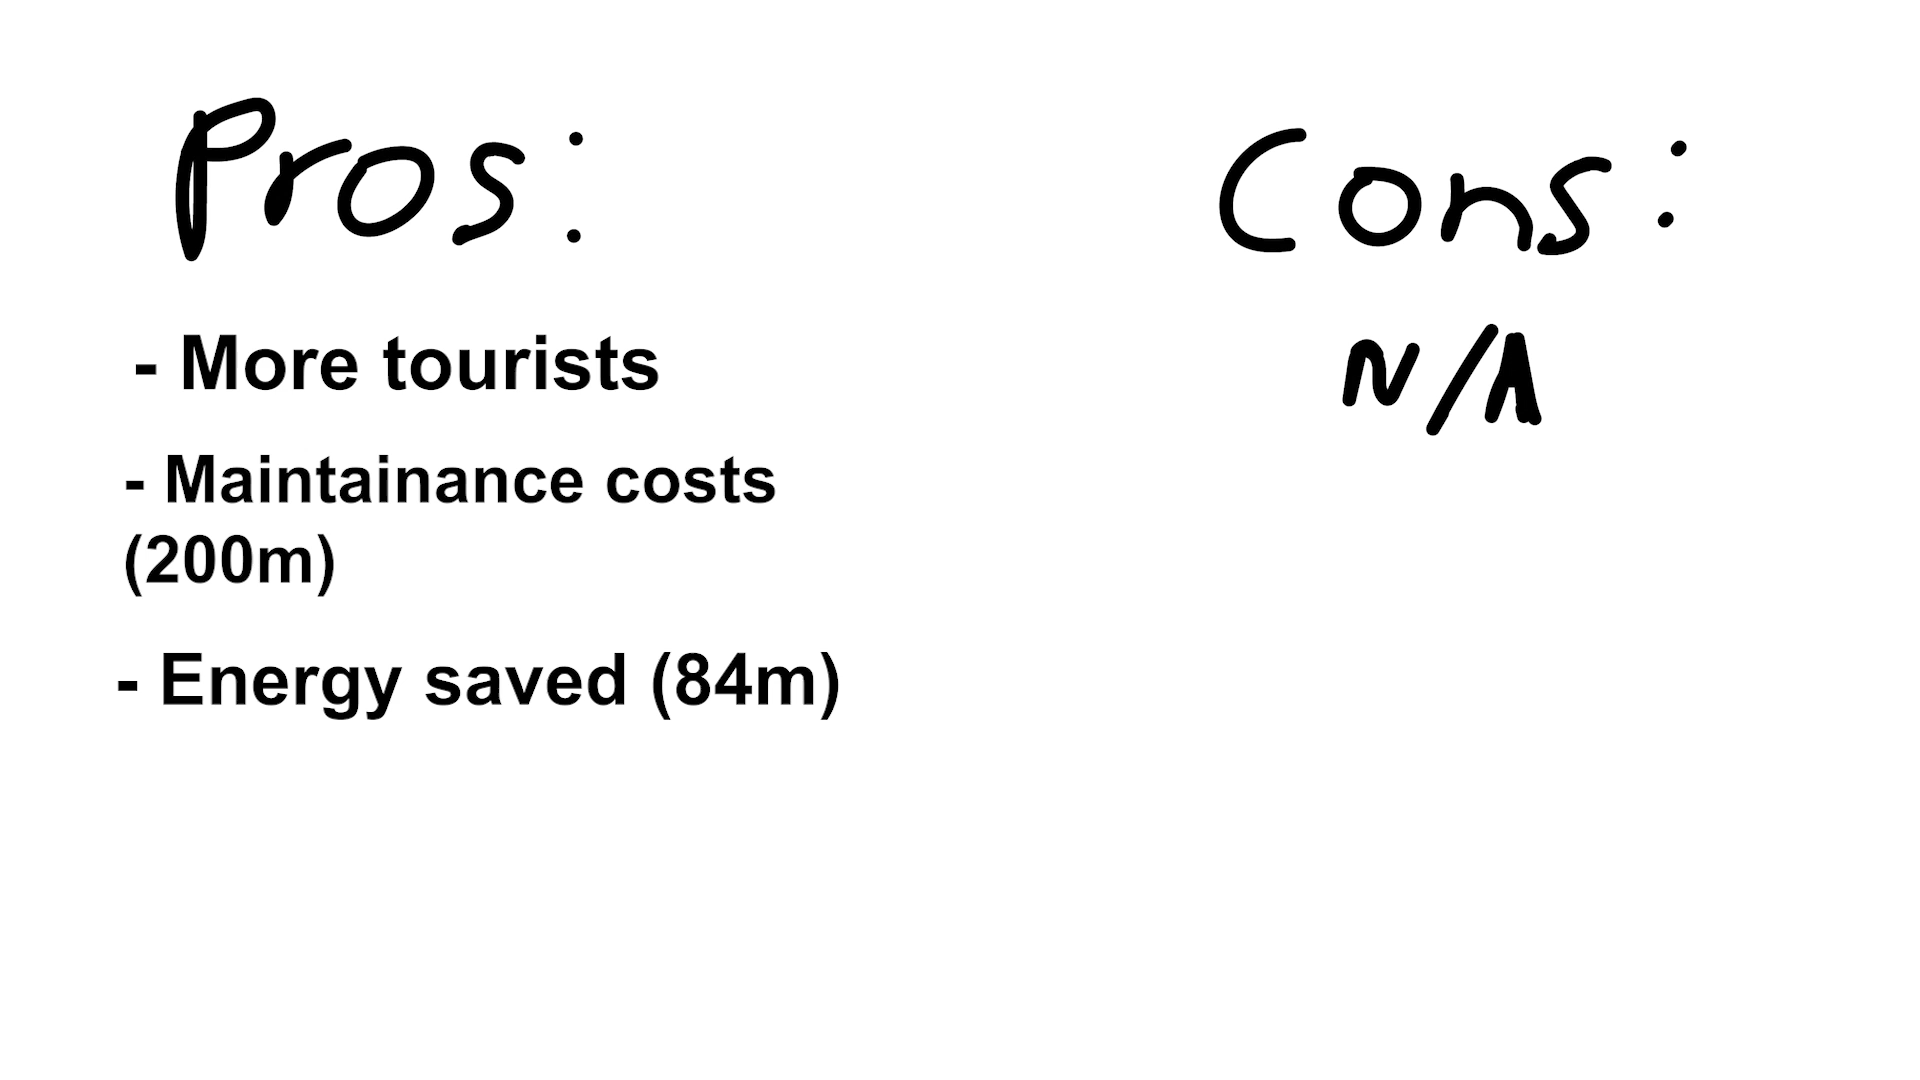 Pros:
Cons:
- More tourists
N/A
- Maintainance costs
(200m)
- Energy saved (84m)